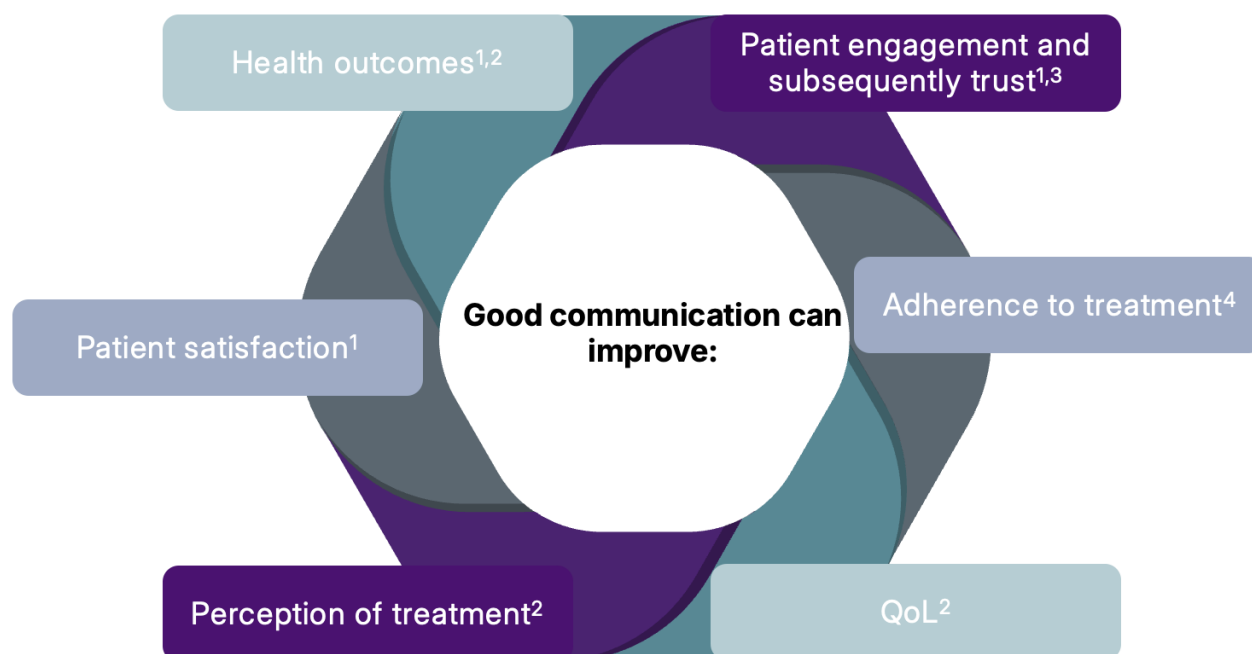 Health outcomes¹,²
Patient engagement and
subsequently trust¹,³
Good communication can
improve:
Adherence to treatment⁴
Patient satisfaction¹
Perception of treatment²
QoL²